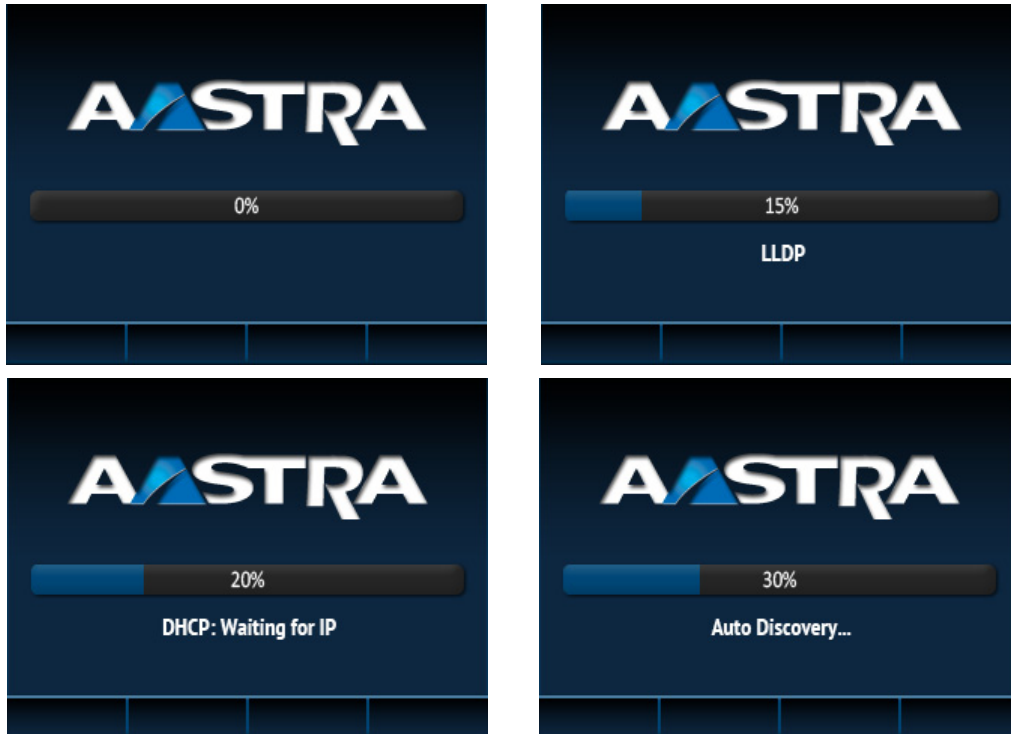 AASTRA
0%
AASTRA
15%
LLDP
AASTRA
20%
DHCP: Waiting for IP
AASTRA
30%
Auto Discovery...